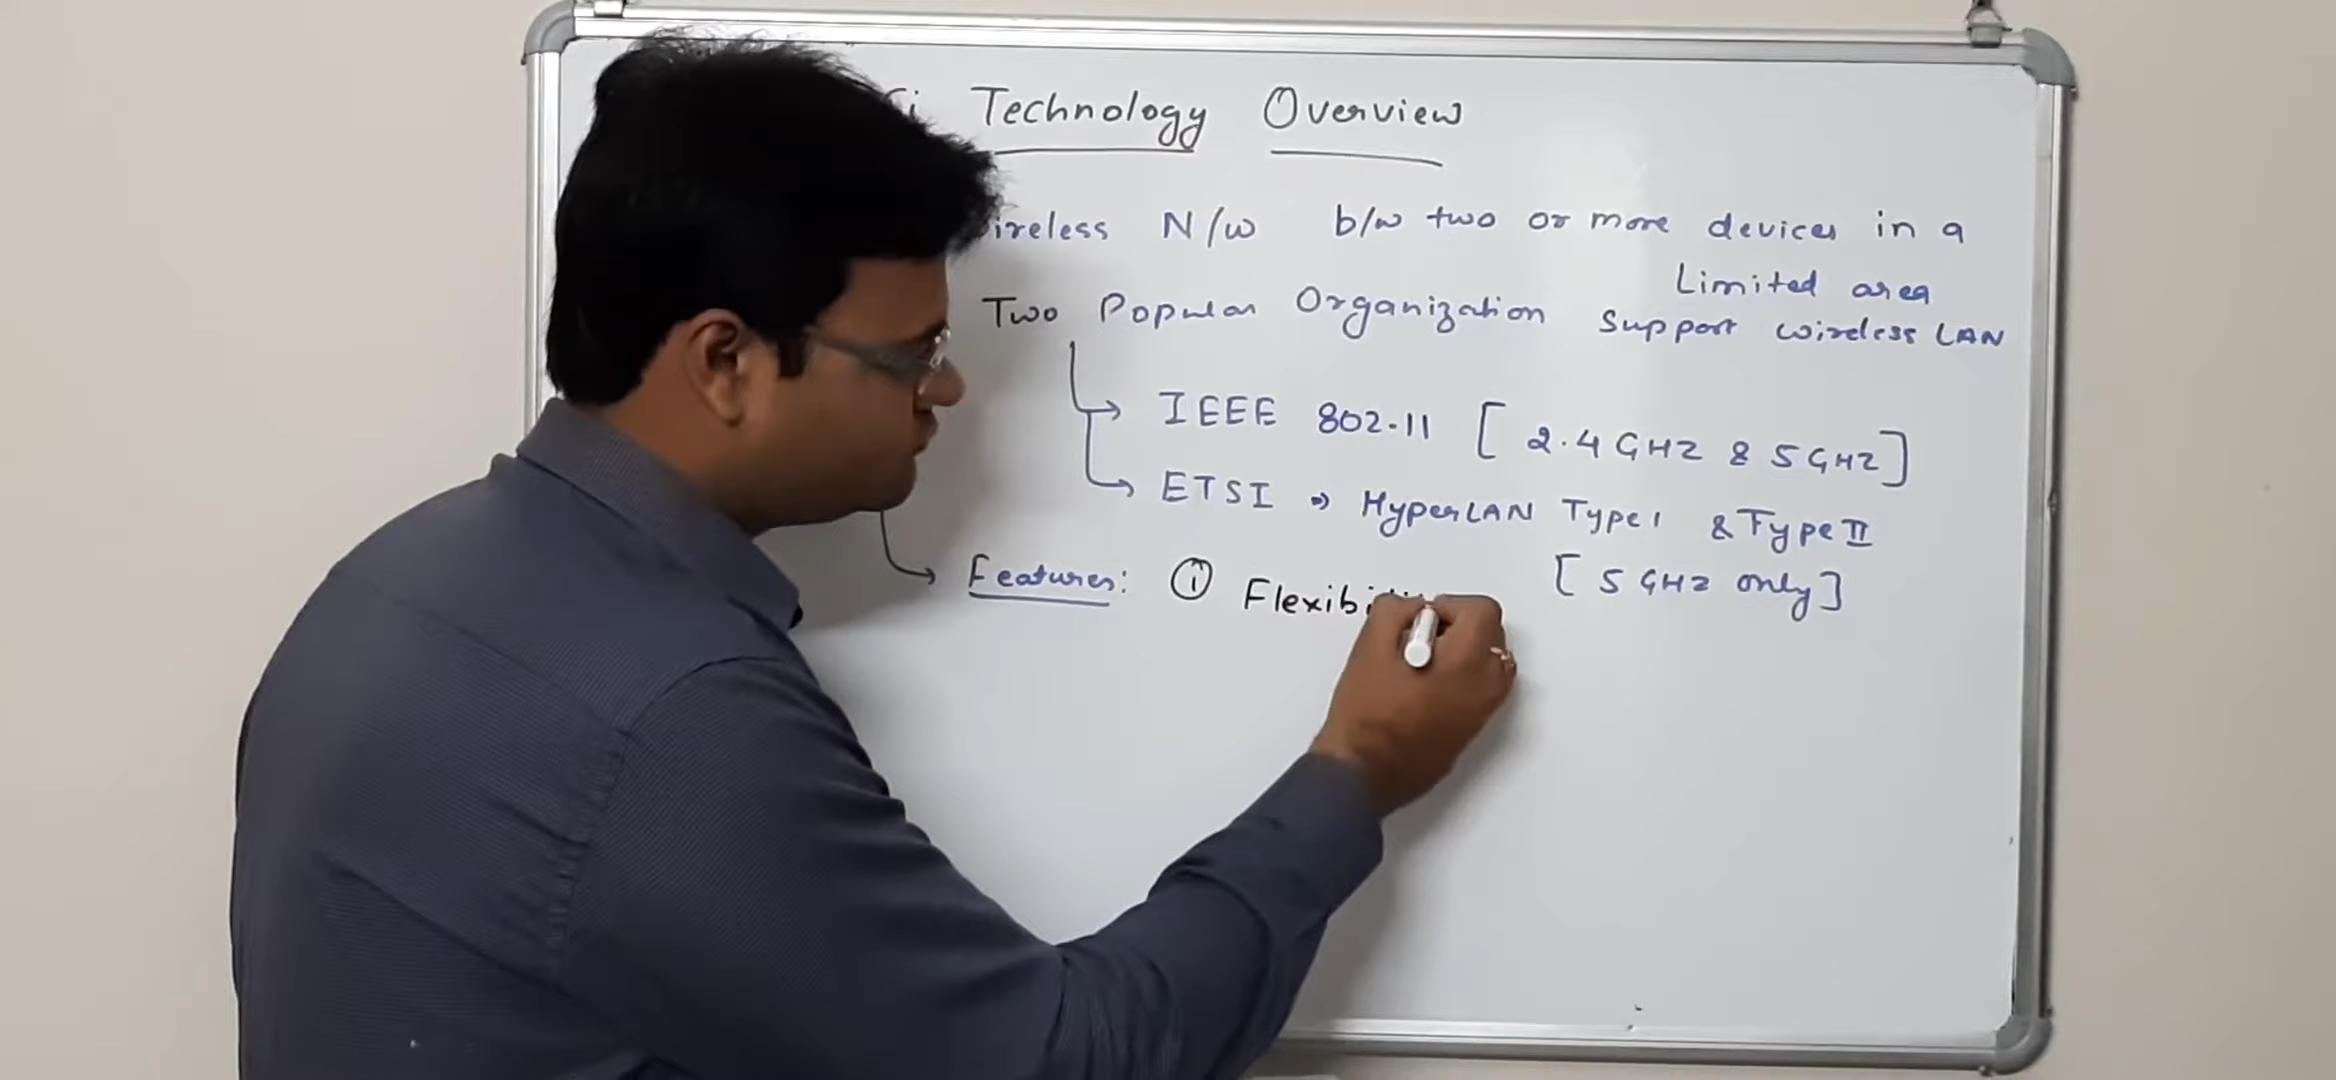 Technology Overview
ireless N/w b/w two or more devices in a
Limited area
Two Popular Organization Support wireless LAN
IEEE 802.11 [2.4 GHZ & 5 GHZ]
ETSI ⇒ HyperLAN Type I & Type II
[5 GHZ only]
Features: ① Flexibi